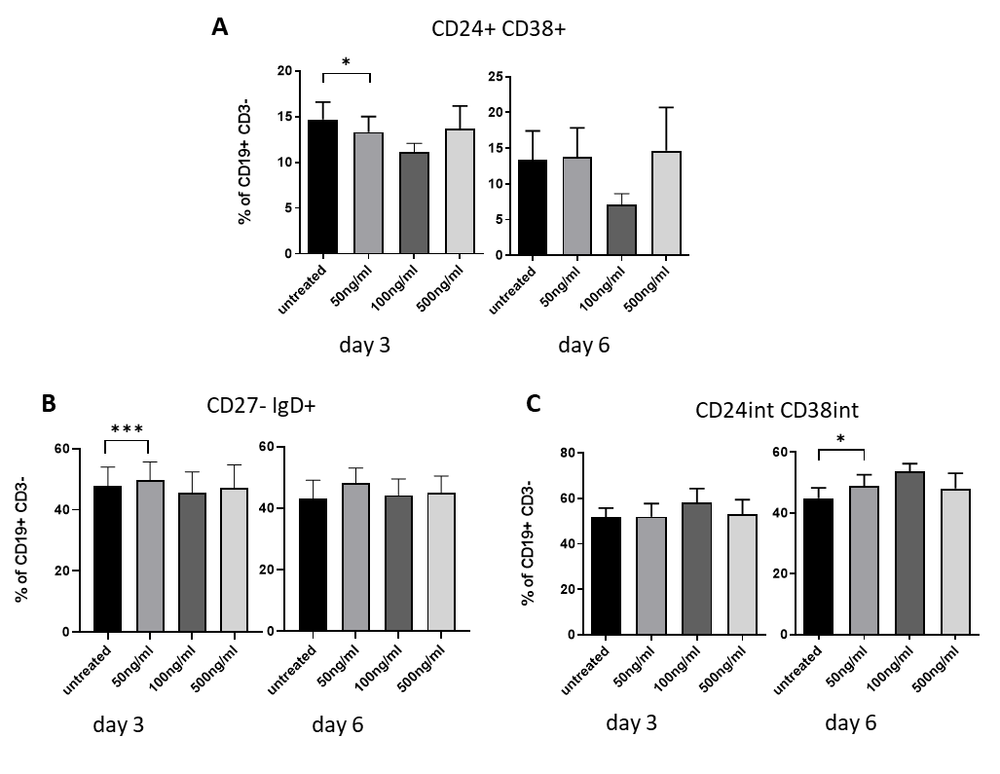 A
CD24+ CD38+
% of CD19+ CD3-
20
15
10
5
0
*
untreated
50ng/ml
100ng/ml
500ng/ml
day 3
25
20
15
10
5
0
untreated
50ng/ml
100ng/ml
500ng/ml
day 6
B
CD27- IgD+
% of CD19+ CD3-
60
40
20
0
***
untreated
50ng/ml
100ng/ml
500ng/ml
day 3
60
40
20
0
untreated
50ng/ml
100ng/ml
500ng/ml
day 6
C
CD24int CD38int
% of CD19+ CD3-
80
60
40
20
0
untreated
50ng/ml
100ng/ml
500ng/ml
day 3
60
40
20
0
*
untreated
50ng/ml
100ng/ml
500ng/ml
day 6